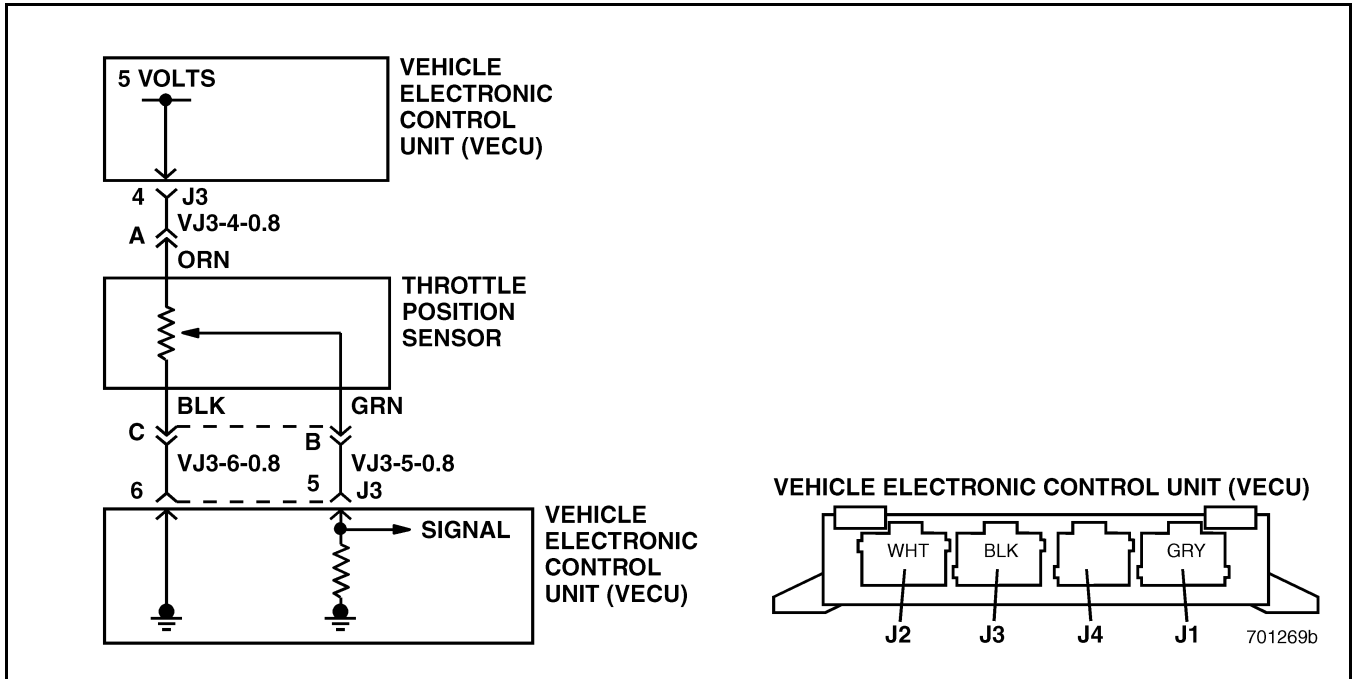 5 VOLTS
VEHICLE
ELECTRONIC
CONTROL
UNIT (VECU)
4 J3
VJ3-4-0.8
A
ORN
THROTTLE
POSITION
SENSOR
BLK GRN
C B
VJ3-6-0.8 VJ3-5-0.8
6 5 J3
SIGNAL
VEHICLE
ELECTRONIC
CONTROL
UNIT (VECU)
VEHICLE ELECTRONIC CONTROL UNIT (VECU)
WHT BLK GRY
J2 J3 J4 J1
701269b